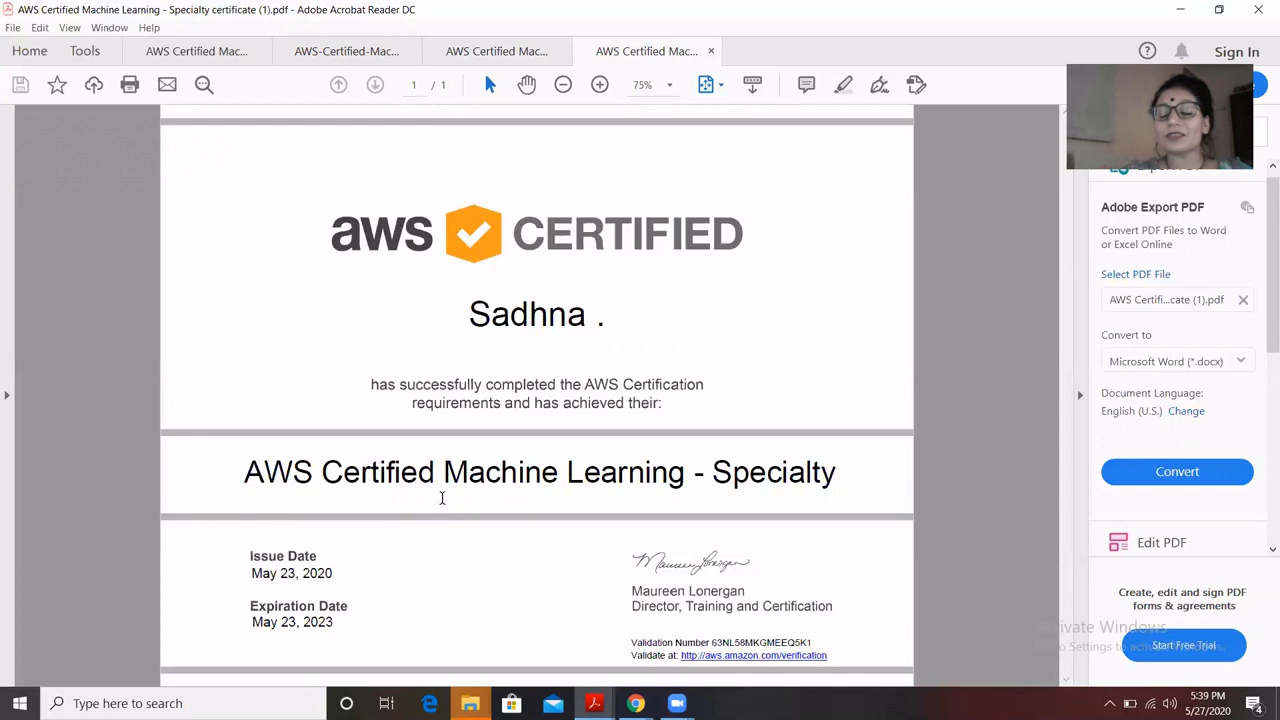 AWS Certified Machine Learning - Specialty certificate (1).pdf - Adobe Acrobat Reader DC
File Edit View Window Help
Home Tools AWS Certified Mac... AWS-Certified-Mac... AWS Certified Mac... AWS Certified Mac... × Sign In
1 / 1 75%
aws CERTIFIED
Sadhna .
has successfully completed the AWS Certification
requirements and has achieved their:
AWS Certified Machine Learning - Specialty
Issue Date
May 23, 2020
Expiration Date
May 23, 2023
Maureen Lonergan
Maureen Lonergan
Director, Training and Certification
Validation Number 63NL58MKGMEEQ5K1
Validate at: http://aws.amazon.com/verification
Adobe Export PDF
Convert PDF Files to Word
or Excel Online
Select PDF File
AWS Certifi...cate (1).pdf
Convert to
Microsoft Word (*.docx)
Document Language:
English (U.S.) Change
Convert
Edit PDF
Create, edit and sign PDF
forms & agreements
Start Free Trial
Type here to search
5:39 PM
5/27/2020
4